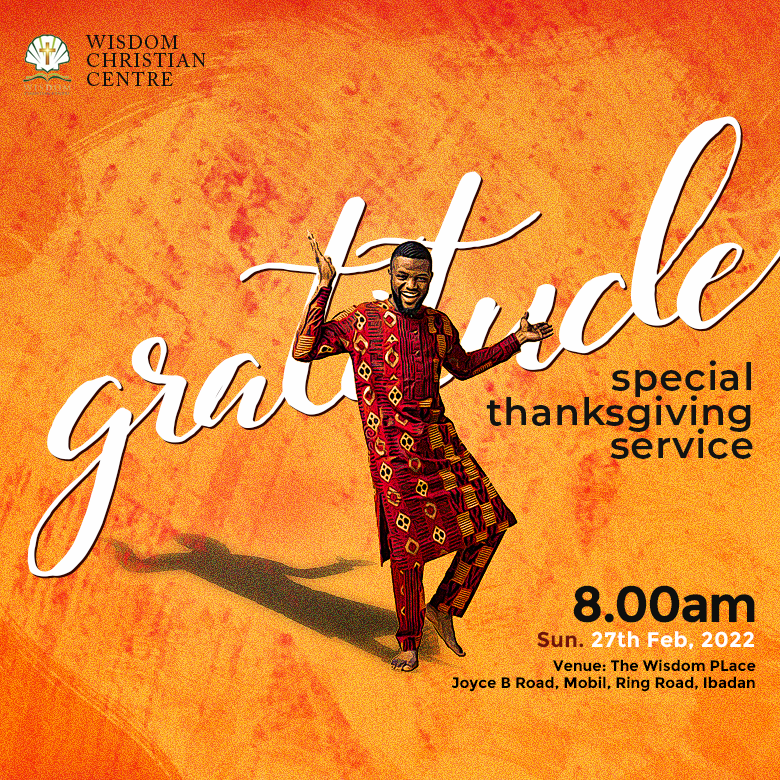 WISDOM
CHRISTIAN
CENTRE
gratitude
special
thanksgiving
service
8.00am
Sun. 27th Feb, 2022
Venue: The Wisdom PLace
Joyce B Road, Mobil, Ring Road, Ibadan